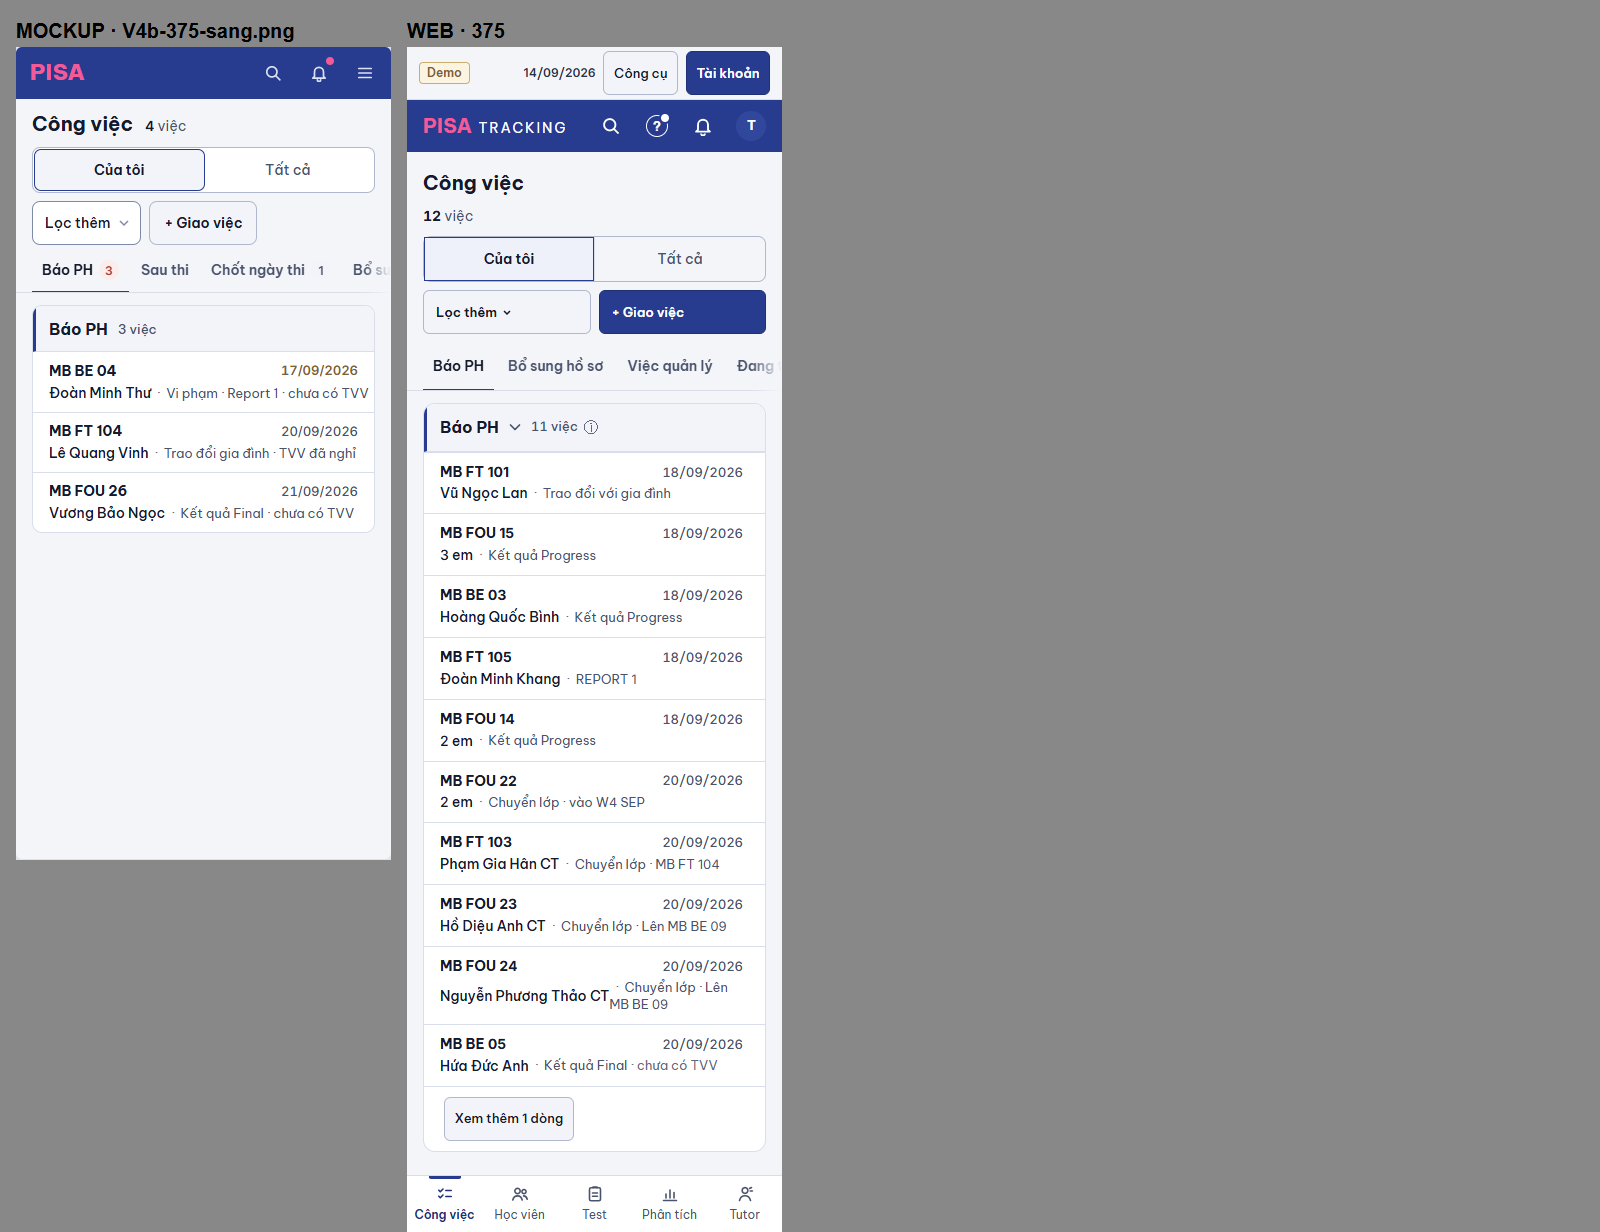 MOCKUP · V4b-375-sang.png
PISA
Công việc 4 việc
Của tôi Tất cả
Lọc thêm + Giao việc
Báo PH 3 Sau thi Chốt ngày thi 1 Bổ su
Báo PH 3 việc
MB BE 04 17/09/2026
Đoàn Minh Thư · Vi phạm · Report 1 · chưa có TVV
MB FT 104 20/09/2026
Lê Quang Vinh · Trao đổi gia đình · TVV đã nghỉ
MB FOU 26 21/09/2026
Vương Bảo Ngọc · Kết quả Final · chưa có TVV
WEB · 375
Demo 14/09/2026 Công cụ Tài khoản
PISA TRACKING ? T
Công việc
12 việc
Của tôi Tất cả
Lọc thêm + Giao việc
Báo PH Bổ sung hồ sơ Việc quản lý Đang
Báo PH 11 việc
MB FT 101 18/09/2026
Vũ Ngọc Lan · Trao đổi với gia đình
MB FOU 15 18/09/2026
3 em · Kết quả Progress
MB BE 03 18/09/2026
Hoàng Quốc Bình · Kết quả Progress
MB FT 105 18/09/2026
Đoàn Minh Khang · REPORT 1
MB FOU 14 18/09/2026
2 em · Kết quả Progress
MB FOU 22 20/09/2026
2 em · Chuyển lớp · vào W4 SEP
MB FT 103 20/09/2026
Phạm Gia Hân CT · Chuyển lớp · MB FT 104
MB FOU 23 20/09/2026
Hồ Diệu Anh CT · Chuyển lớp · Lên MB BE 09
MB FOU 24 20/09/2026
Nguyễn Phương Thảo CT · Chuyển lớp · Lên
MB BE 09
MB BE 05 20/09/2026
Hứa Đức Anh · Kết quả Final · chưa có TVV
Xem thêm 1 dòng
Công việc Học viên Test Phân tích Tutor